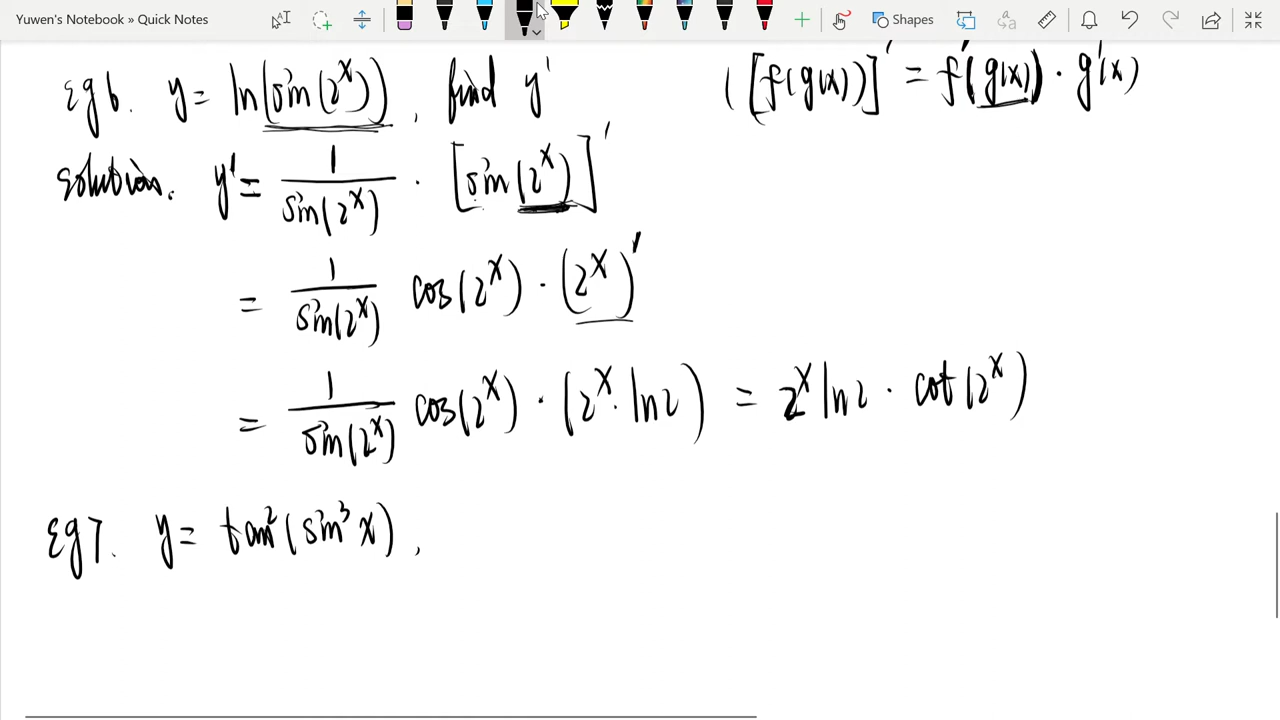 Yuwen's Notebook » Quick Notes
Shapes
Eg 6. y = ln(sin(2^x)), find y' ([f(g(x))]' = f'(g(x)) · g'(x)
Solution. y' = 1/sin(2^x) · [sin(2^x)]'
= 1/sin(2^x) cos(2^x) · (2^x)'
= 1/sin(2^x) cos(2^x) · (2^x · ln2) = 2^x ln2 · cot(2^x)
Eg 7. y = tan²(sin³ x),